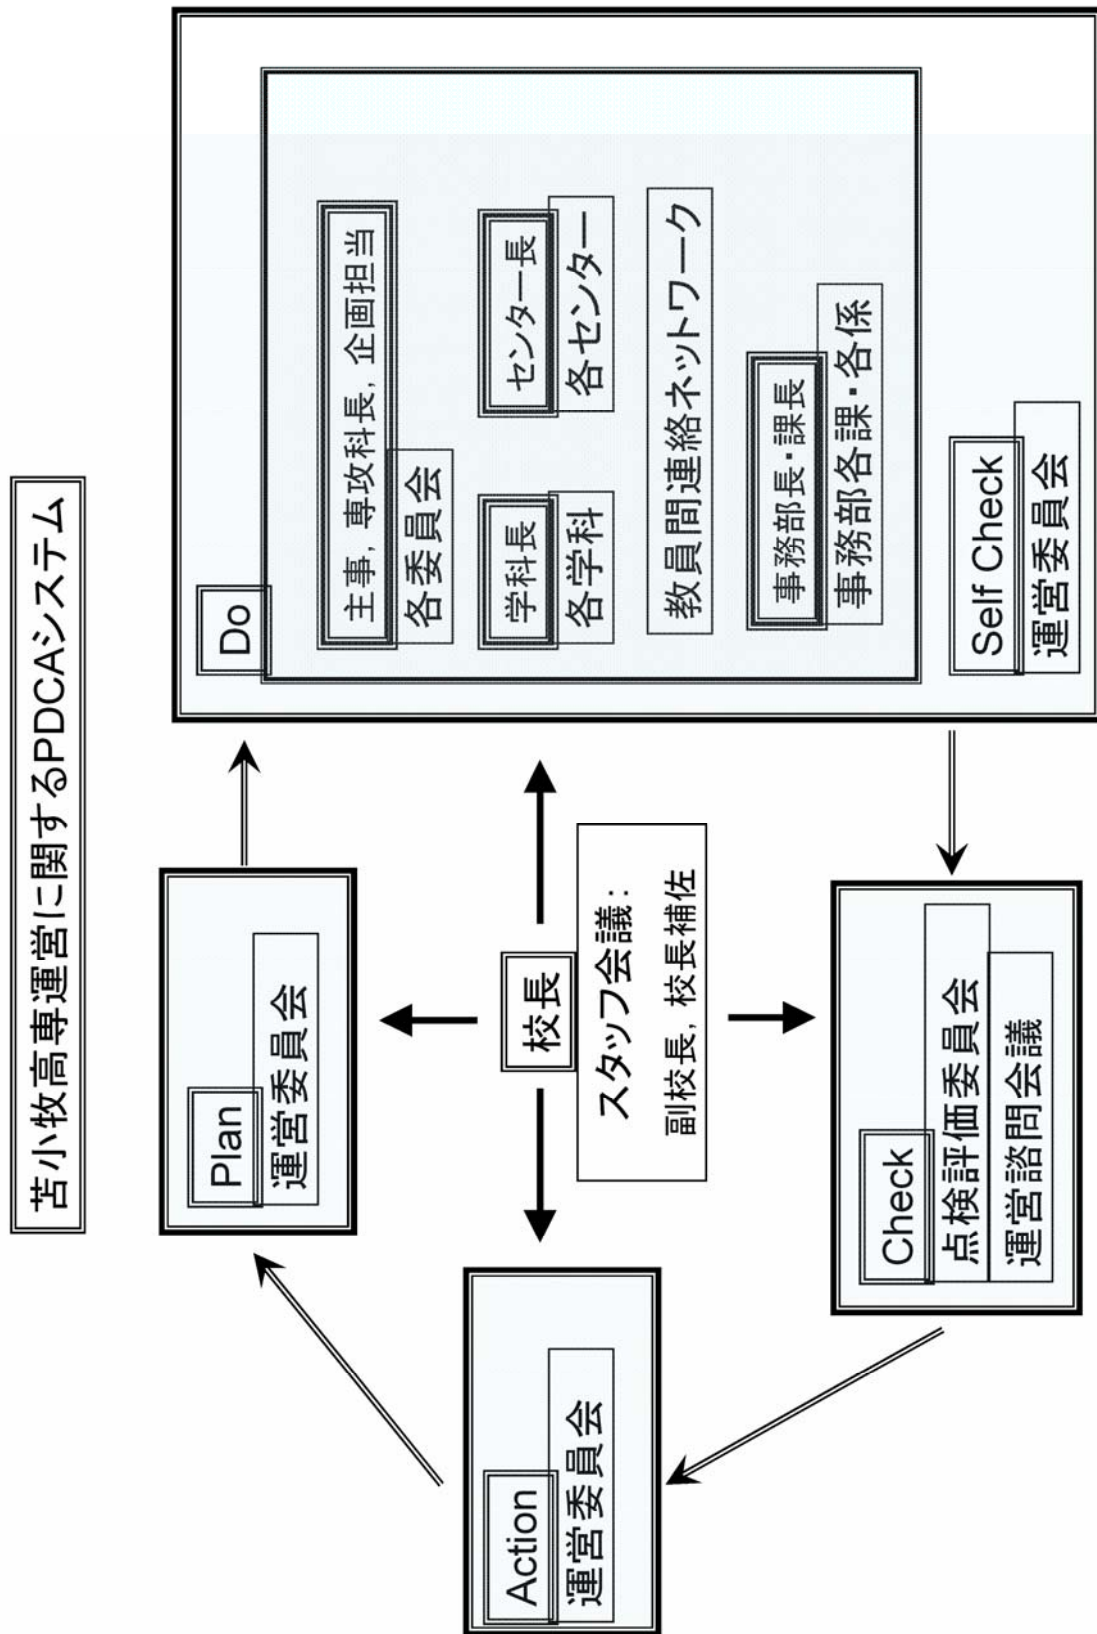 苫小牧高専運営に関するPDCAシステム
Plan
運営委員会
Do
主事, 専攻科長, 企画担当
各委員会
学科長
各学科
センター長
各センター
教員間連絡ネットワーク
事務部長・課長
事務部各課・各係
Self Check
運営委員会
校長
スタッフ会議:
副校長, 校長補佐
Check
点検評価委員会
運営諮問会議
Action
運営委員会